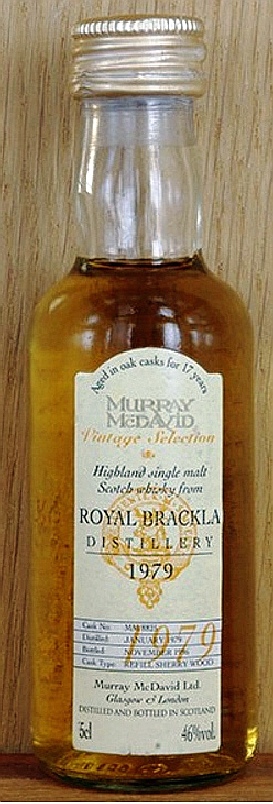 Aged in oak casks for 17 years
MURRAY
McDAVID
Vintage Selection
Highland single malt
Scotch whisky from
ROYAL BRACKLA
DISTILLERY
1979
1979
Cask No:
Distilled: JANUARY 1979
Bottled: NOVEMBER 1996
Cask Type: REFILL SHERRY WOOD
Murray McDavid Ltd.
Glasgow & London
DISTILLED AND BOTTLED IN SCOTLAND
5cl 46%vol.